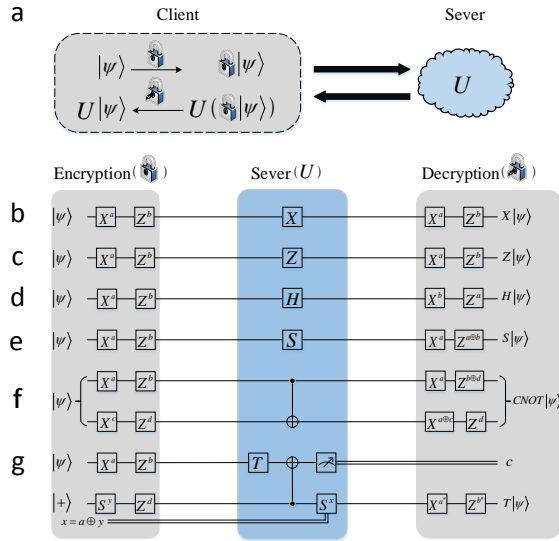 a
Client
Sever
|ψ⟩ |ψ⟩
U|ψ⟩ U(|ψ⟩)
U
Encryption( ) Sever(U) Decryption( )
b |ψ⟩ X^a Z^b X X^a Z^b X|ψ⟩
c |ψ⟩ X^a Z^b Z X^a Z^b Z|ψ⟩
d |ψ⟩ X^a Z^b H X^b Z^a H|ψ⟩
e |ψ⟩ X^a Z^b S X^a Z^{a⊕b} S|ψ⟩
X^a Z^b X^a Z^{b⊕d}
f |ψ⟩ CNOT|ψ⟩
X^c Z^d X^{a⊕c} Z^d
g |ψ⟩ X^a Z^b T c
|+⟩ S^y Z^d S^x X^{a"} Z^{b"} T|ψ⟩
x = a ⊕ y